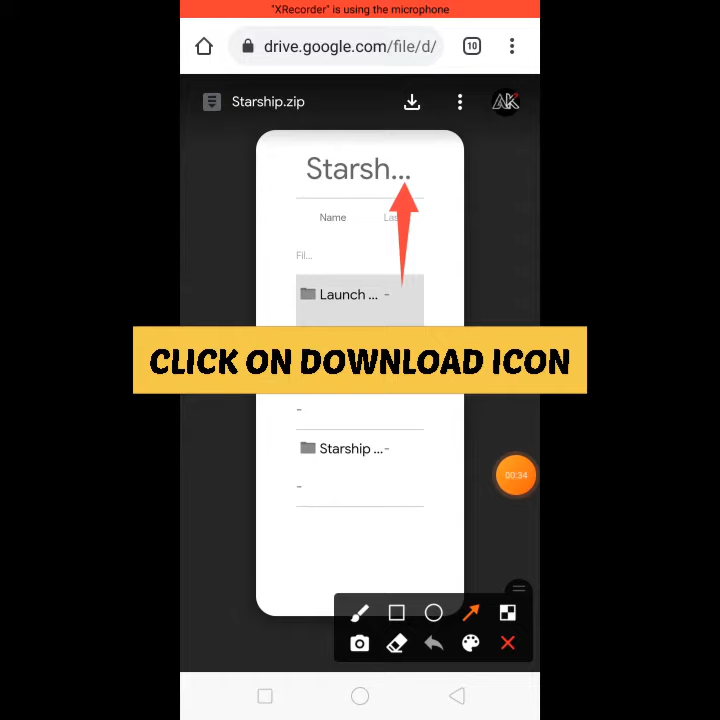 "XRecorder" is using the microphone
drive.google.com/file/d/
10
Starship.zip
AK
Starsh...
Name
Las
Fil...
Launch ... -
CLICK ON DOWNLOAD ICON
-
Starship ...-
-
00:34